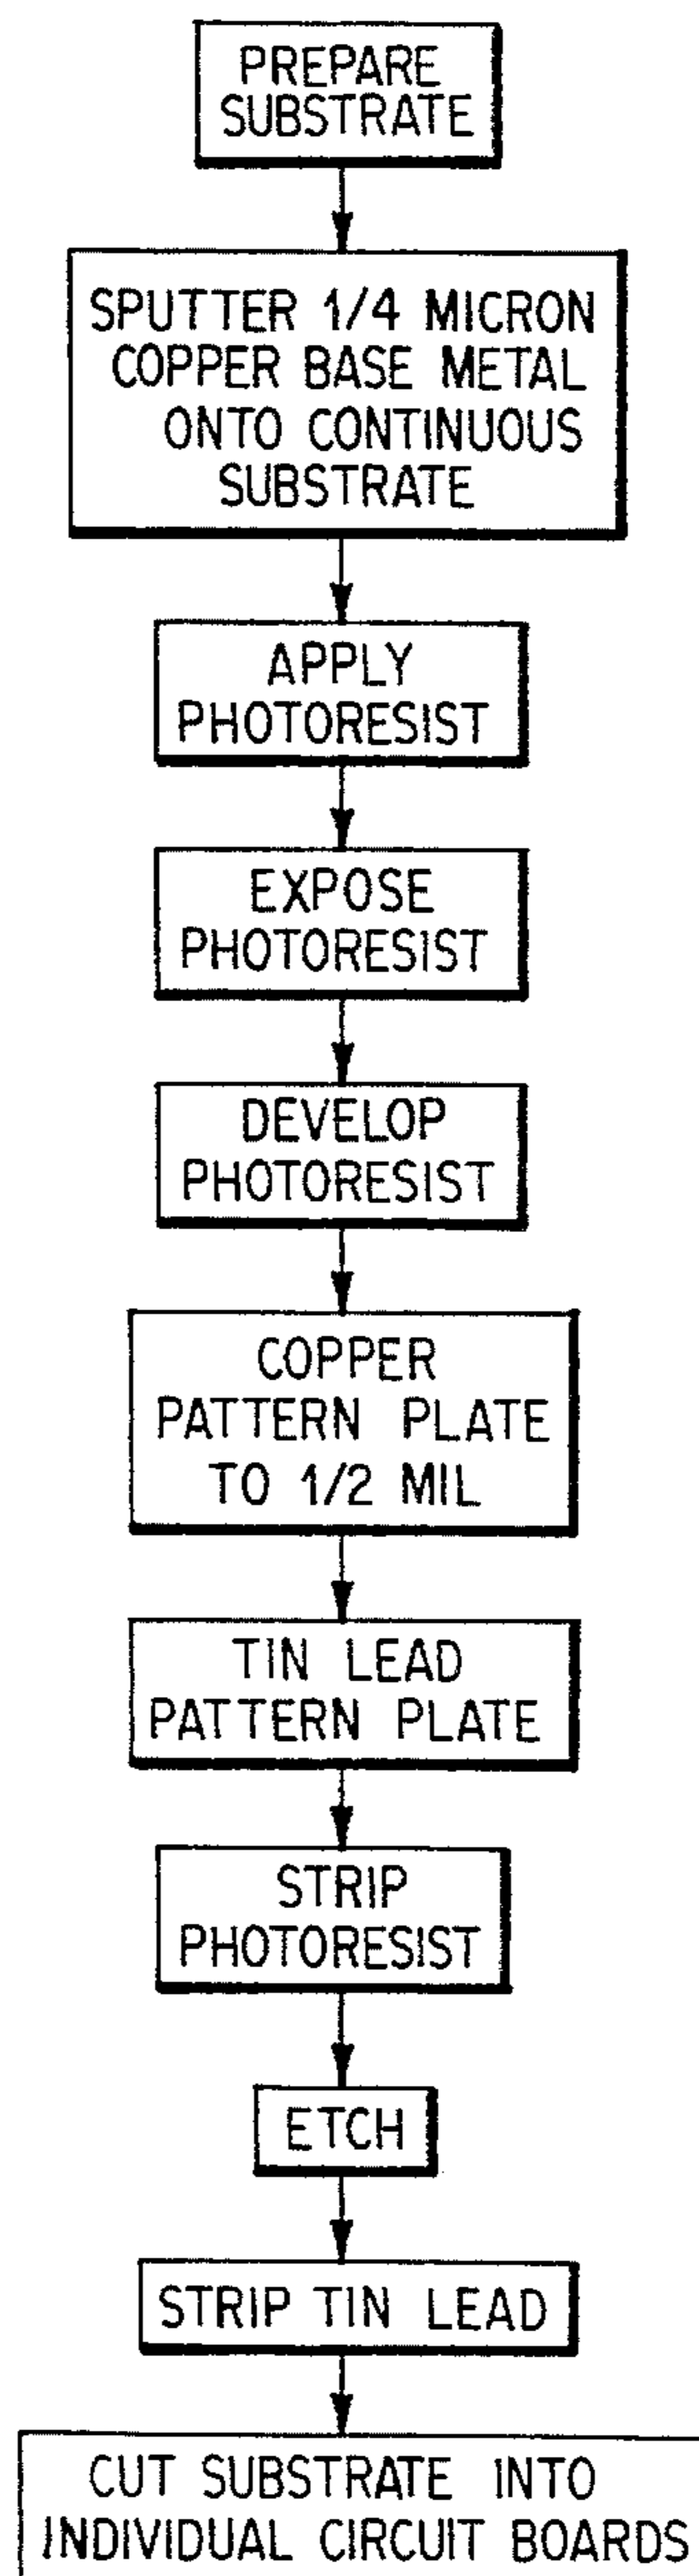 PREPARE
SUBSTRATE
SPUTTER 1/4 MICRON
COPPER BASE METAL
ONTO CONTINUOUS
SUBSTRATE
APPLY
PHOTORESIST
EXPOSE
PHOTORESIST
DEVELOP
PHOTORESIST
COPPER
PATTERN PLATE
TO 1/2 MIL
TIN LEAD
PATTERN PLATE
STRIP
PHOTORESIST
ETCH
STRIP TIN LEAD
CUT SUBSTRATE INTO
INDIVIDUAL CIRCUIT BOARDS